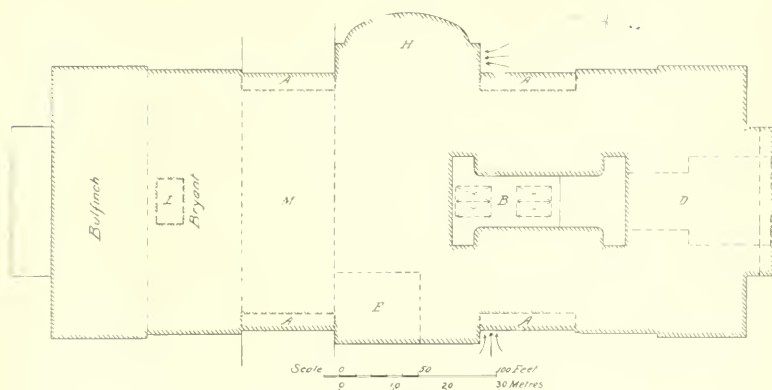 H
A
A
Bulfinch
I
Bryant
M
B
D
E
A
A
Scale 0 50 100 Feet
0 10 20 30 Metres